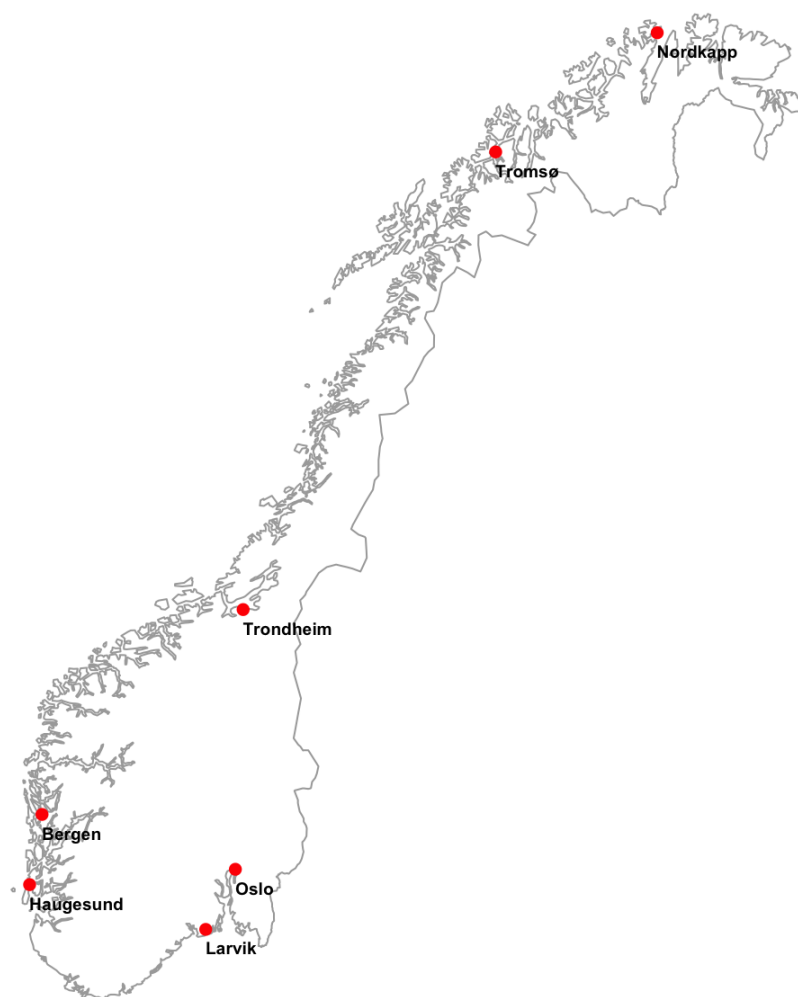 Nordkapp
Tromsø
Trondheim
Bergen
Oslo
Haugesund
Larvik